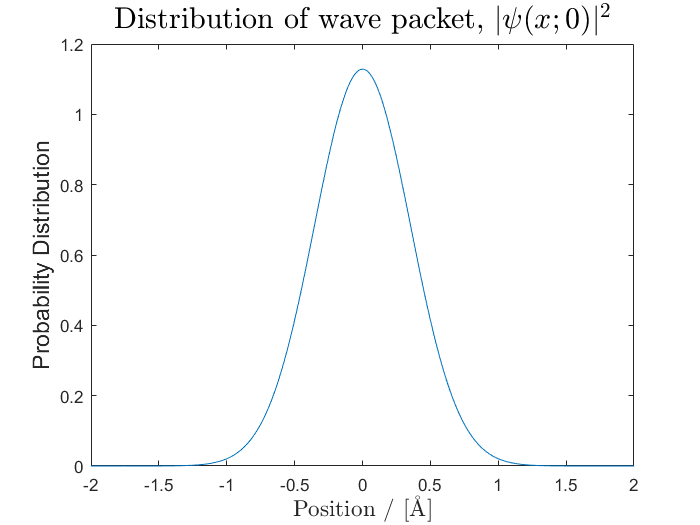 Distribution of wave packet, |ψ(x;0)|²
1.2
1
0.8
0.6
0.4
0.2
0
Probability Distribution
-2 -1.5 -1 -0.5 0 0.5 1 1.5 2
Position / [Å]